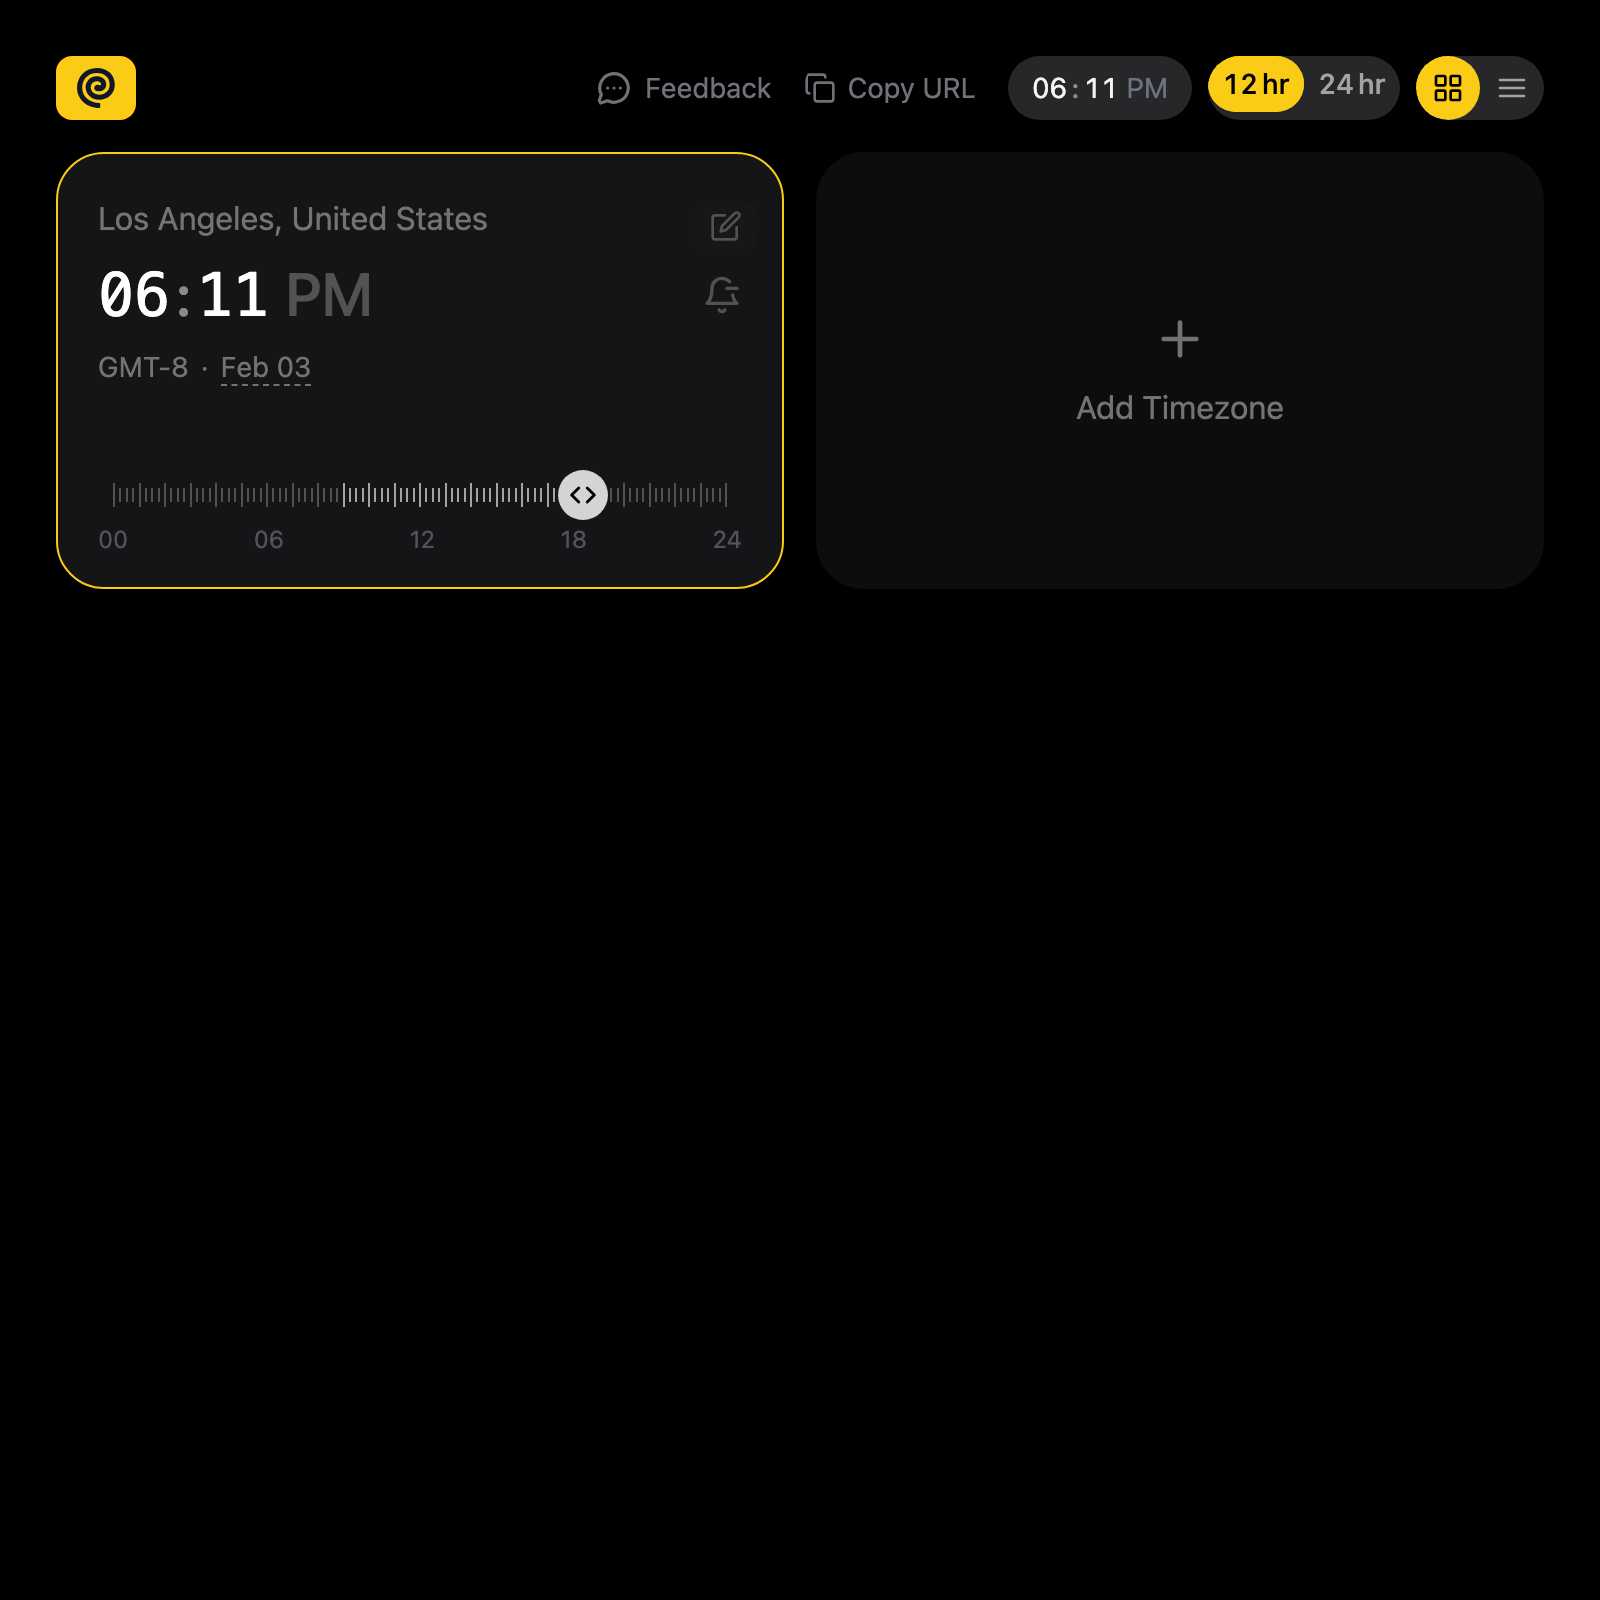 Feedback
Copy URL
06:11 PM
12 hr
24 hr
Los Angeles, United States
06:11 PM
GMT-8 · Feb 03
00 06 12 18 24
Add Timezone